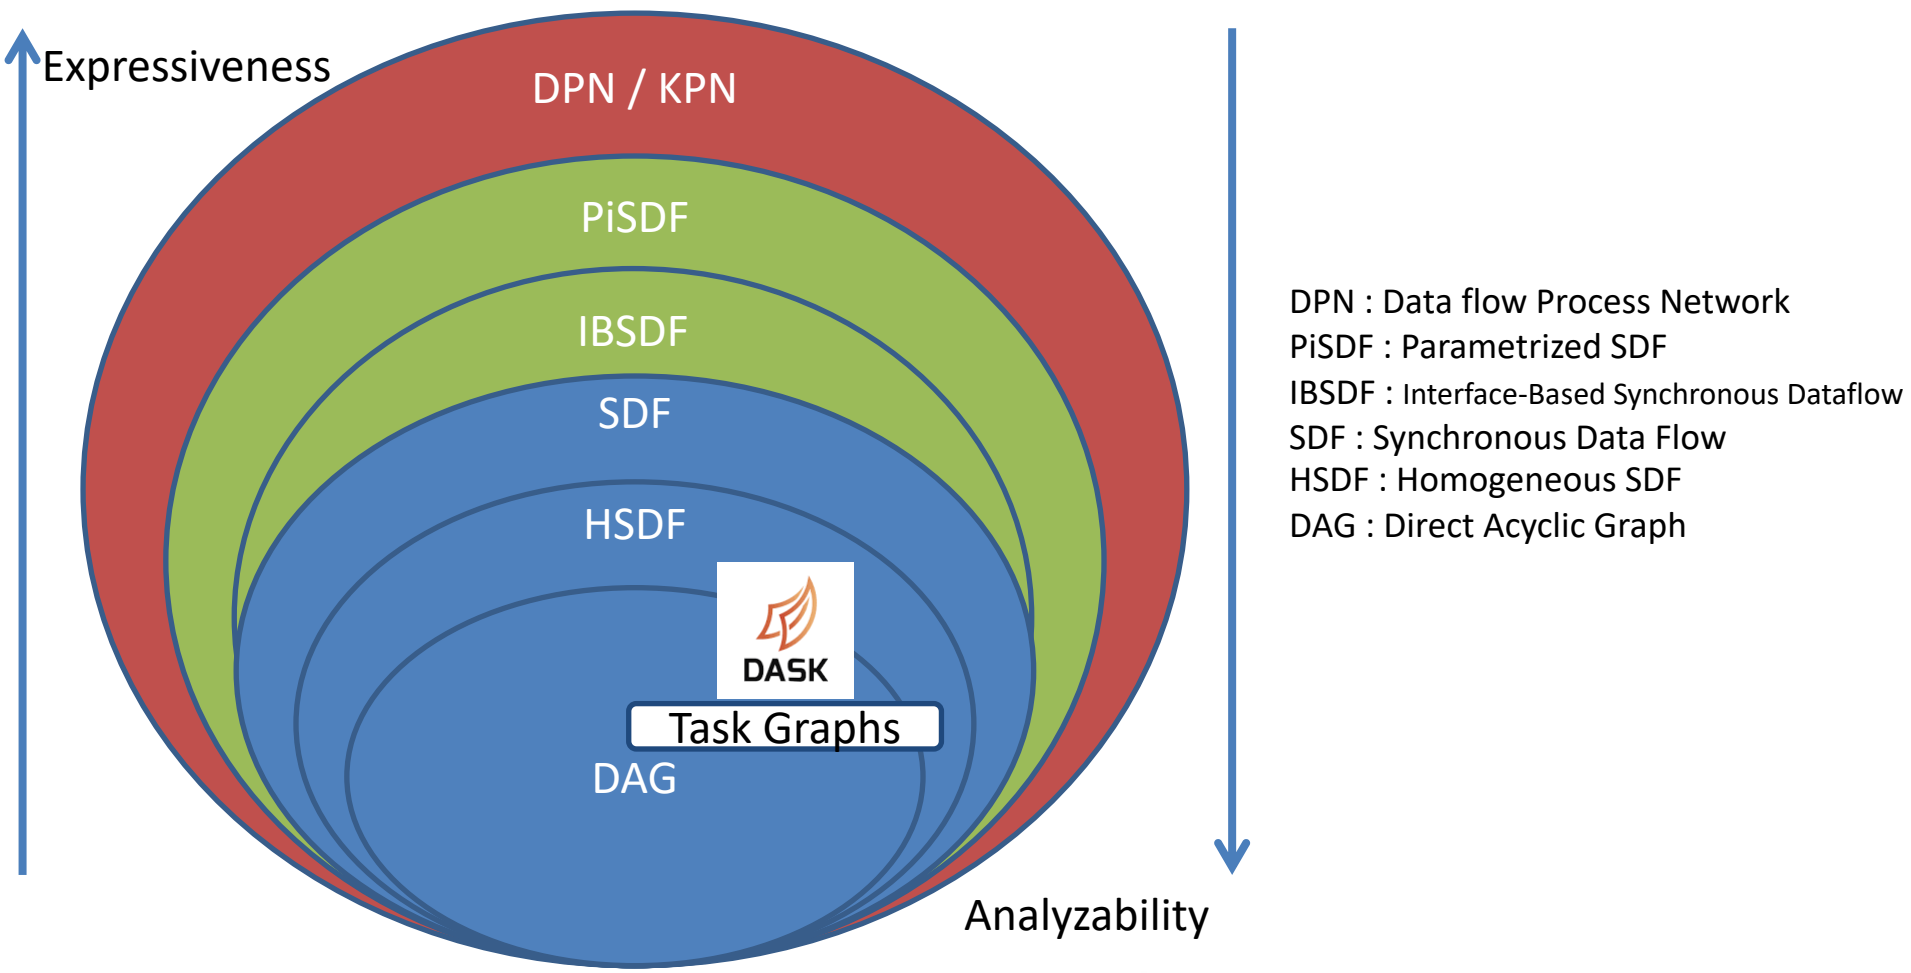 Expressiveness
DPN / KPN
PiSDF
IBSDF
SDF
HSDF
DASK
Task Graphs
DAG
Analyzability
DPN : Data flow Process Network
PiSDF : Parametrized SDF
IBSDF : Interface-Based Synchronous Dataflow
SDF : Synchronous Data Flow
HSDF : Homogeneous SDF
DAG : Direct Acyclic Graph